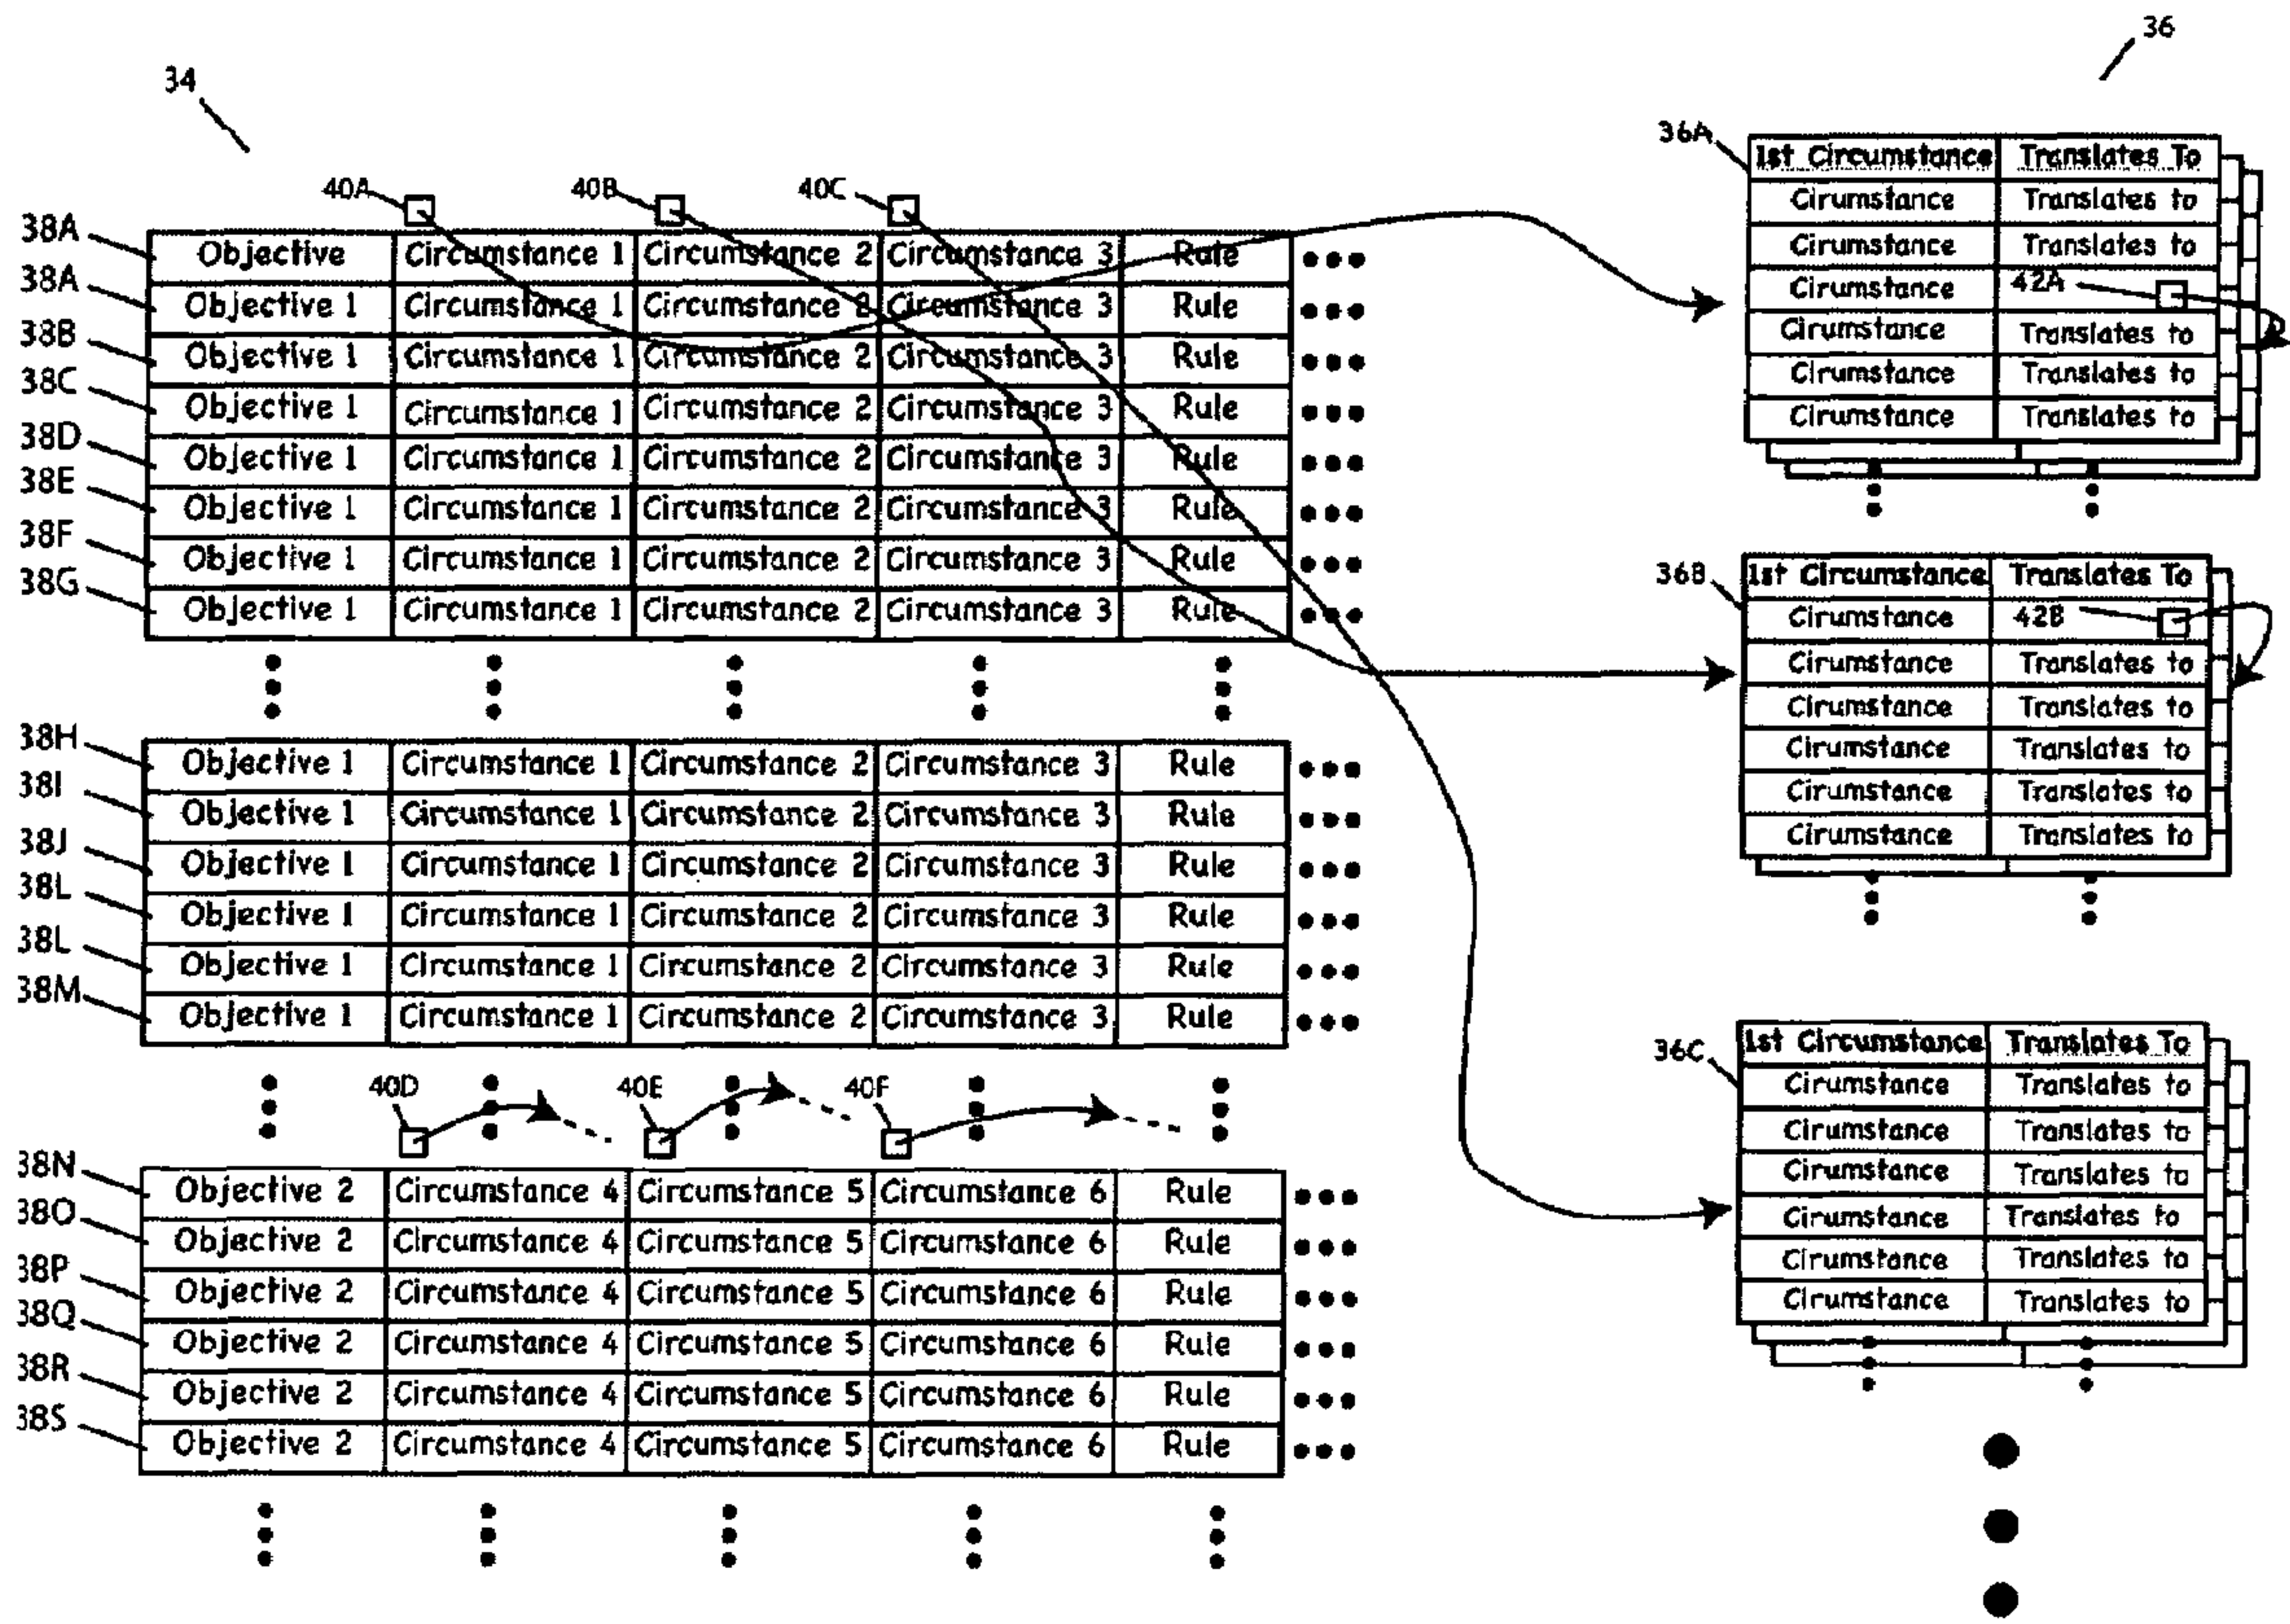 34
36
40A 40B 40C
38A Objective Circumstance 1 Circumstance 2 Circumstance 3 Rule
38A Objective 1 Circumstance 1 Circumstance 2 Circumstance 3 Rule
38B Objective 1 Circumstance 1 Circumstance 2 Circumstance 3 Rule
38C Objective 1 Circumstance 1 Circumstance 2 Circumstance 3 Rule
38D Objective 1 Circumstance 1 Circumstance 2 Circumstance 3 Rule
38E Objective 1 Circumstance 1 Circumstance 2 Circumstance 3 Rule
38F Objective 1 Circumstance 1 Circumstance 2 Circumstance 3 Rule
38G Objective 1 Circumstance 1 Circumstance 2 Circumstance 3 Rule
38H Objective 1 Circumstance 1 Circumstance 2 Circumstance 3 Rule
38I Objective 1 Circumstance 1 Circumstance 2 Circumstance 3 Rule
38J Objective 1 Circumstance 1 Circumstance 2 Circumstance 3 Rule
38L Objective 1 Circumstance 1 Circumstance 2 Circumstance 3 Rule
38L Objective 1 Circumstance 1 Circumstance 2 Circumstance 3 Rule
38M Objective 1 Circumstance 1 Circumstance 2 Circumstance 3 Rule
40D 40E 40F
38N Objective 2 Circumstance 4 Circumstance 5 Circumstance 6 Rule
38O Objective 2 Circumstance 4 Circumstance 5 Circumstance 6 Rule
38P Objective 2 Circumstance 4 Circumstance 5 Circumstance 6 Rule
38Q Objective 2 Circumstance 4 Circumstance 5 Circumstance 6 Rule
38R Objective 2 Circumstance 4 Circumstance 5 Circumstance 6 Rule
38S Objective 2 Circumstance 4 Circumstance 5 Circumstance 6 Rule
36A 1st Circumstance Translates To
Cirumstance Translates to
Cirumstance Translates to
Cirumstance 42A
Cirumstance Translates to
Cirumstance Translates to
Cirumstance Translates to
36B 1st Circumstance Translates To
Cirumstance 42B
Cirumstance Translates to
Cirumstance Translates to
Cirumstance Translates to
Cirumstance Translates to
Cirumstance Translates to
36C 1st Circumstance Translates To
Cirumstance Translates to
Cirumstance Translates to
Cirumstance Translates to
Cirumstance Translates to
Cirumstance Translates to
Cirumstance Translates to